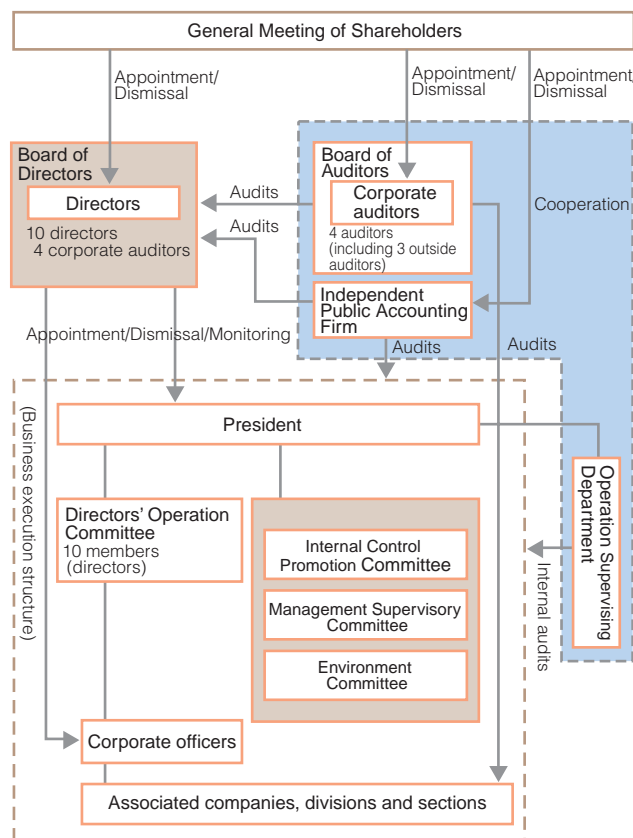 General Meeting of Shareholders
Appointment/
Dismissal
Appointment/
Dismissal
Appointment/
Dismissal
Board of
Directors
Directors
10 directors
4 corporate auditors
Audits
Audits
Board of
Auditors
Corporate
auditors
4 auditors
(including 3 outside
auditors)
Cooperation
Independent
Public Accounting
Firm
Appointment/Dismissal/Monitoring
Audits
Audits
(Business execution structure)
President
Directors' Operation
Committee
10 members
(directors)
Internal Control
Promotion Committee
Management Supervisory
Committee
Environment
Committee
Operation Supervising
Department
Internal audits
Corporate officers
Associated companies, divisions and sections